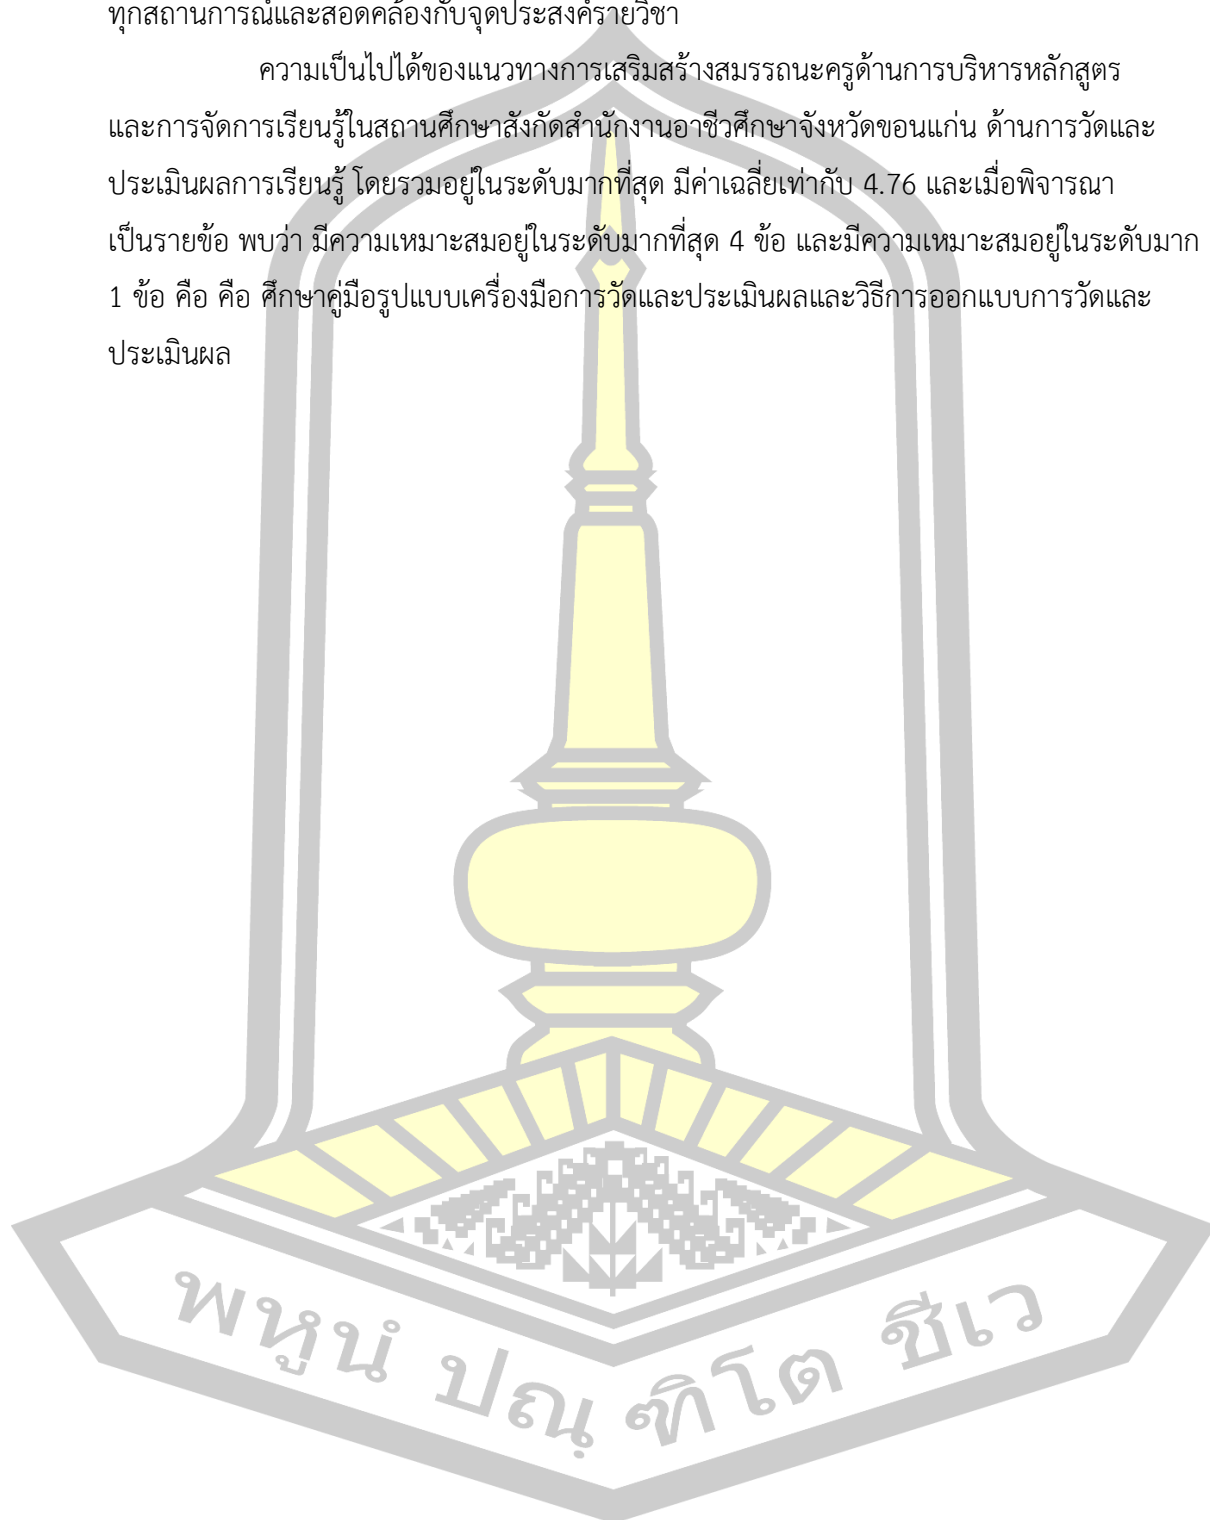 ทุกสถานการณ์และสอดคล้องกับจุดประสงค์รายวิชา
ความเป็นไปได้ของแนวทางการเสริมสร้างสมรรถนะครูด้านการบริหารหลักสูตร
และการจัดการเรียนรู้ในสถานศึกษาสังกัดสำนักงานอาชีวศึกษาจังหวัดขอนแก่น ด้านการวัดและ
ประเมินผลการเรียนรู้ โดยรวมอยู่ในระดับมากที่สุด มีค่าเฉลี่ยเท่ากับ 4.76 และเมื่อพิจารณา
เป็นรายข้อ พบว่า มีความเหมาะสมอยู่ในระดับมากที่สุด 4 ข้อ และมีความเหมาะสมอยู่ในระดับมาก
1 ข้อ คือ คือ ศึกษาคู่มือรูปแบบเครื่องมือการวัดและประเมินผลและวิธีการออกแบบการวัดและ
ประเมินผล
พหูนํ ปณฺ ฑิโต ชีเว